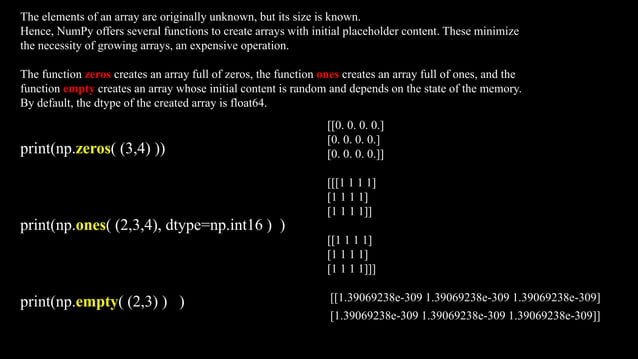 The elements of an array are originally unknown, but its size is known.
Hence, NumPy offers several functions to create arrays with initial placeholder content. These minimize
the necessity of growing arrays, an expensive operation.
The function zeros creates an array full of zeros, the function ones creates an array full of ones, and the
function empty creates an array whose initial content is random and depends on the state of the memory.
By default, the dtype of the created array is float64.
print(np.zeros( (3,4) ))
[[0. 0. 0. 0.]
[0. 0. 0. 0.]
[0. 0. 0. 0.]]
print(np.ones( (2,3,4), dtype=np.int16 ) )
[[[1 1 1 1]
[1 1 1 1]
[1 1 1 1]]
[[1 1 1 1]
[1 1 1 1]
[1 1 1 1]]]
print(np.empty( (2,3) ) )
[[1.39069238e-309 1.39069238e-309 1.39069238e-309]
[1.39069238e-309 1.39069238e-309 1.39069238e-309]]